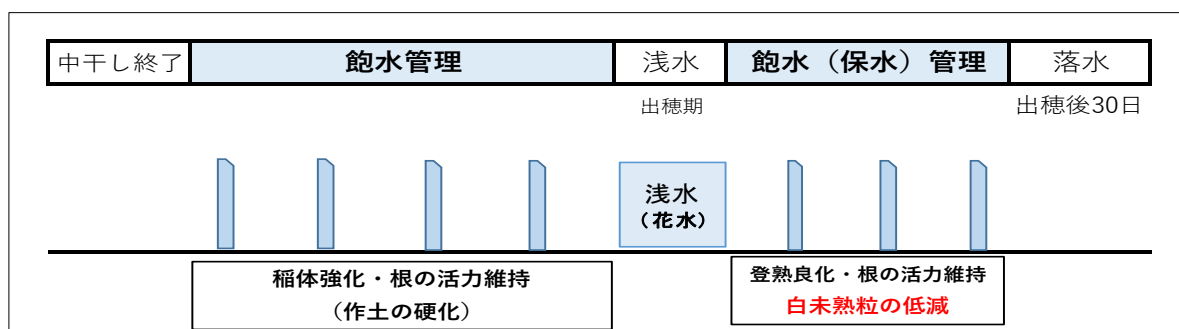 中干し終了 飽水管理 浅水 飽水（保水）管理 落水
出穂期 出穂後30日
浅水
（花水）
稲体強化・根の活力維持
（作土の硬化）
登熟良化・根の活力維持
白未熟粒の低減